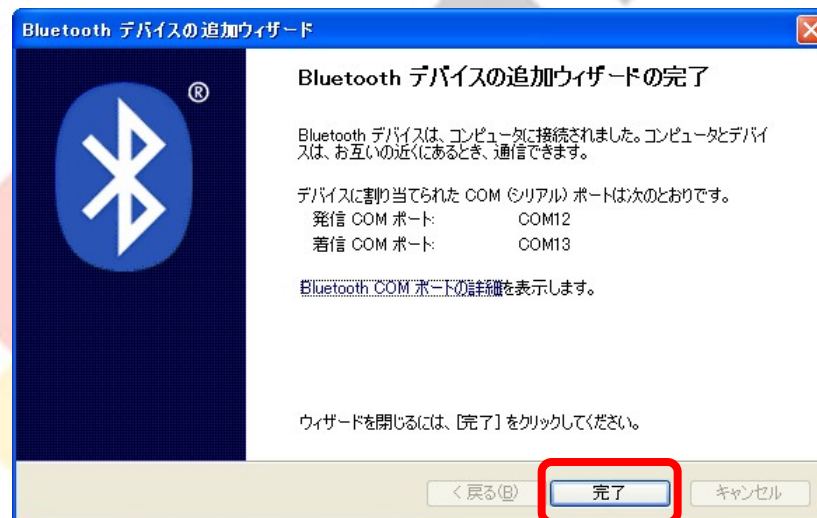 Bluetooth デバイスの追加ウィザード
®
Bluetooth デバイスの追加ウィザードの完了
Bluetooth デバイスは、コンピュータに接続されました。コンピュータとデバイ
スは、お互いの近くにあるとき、通信できます。
デバイスに割り当てられた COM (シリアル) ポートは次のとおりです。
発信 COM ポート: COM12
着信 COM ポート: COM13
Bluetooth COM ポートの詳細を表示します。
ウィザードを閉じるには、[完了] をクリックしてください。
< 戻る(B) 完了 キャンセル